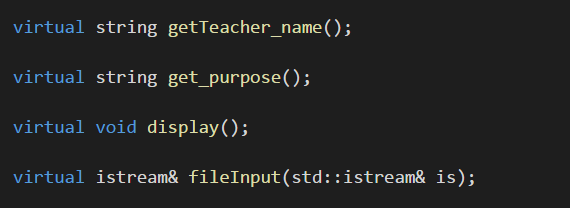 virtual string getTeacher_name();
virtual string get_purpose();
virtual void display();
virtual istream& fileInput(std::istream& is);